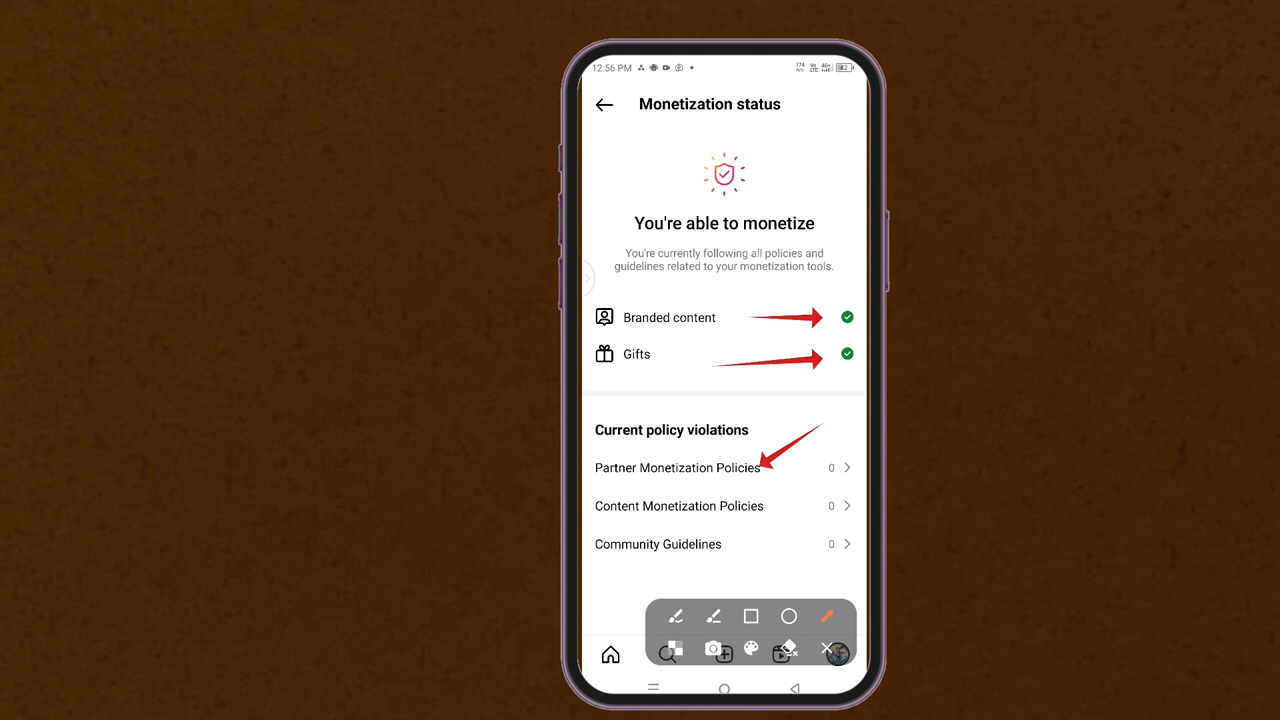 12:56 PM
Monetization status
You're able to monetize
You're currently following all policies and
guidelines related to your monetization tools.
Branded content
Gifts
Current policy violations
Partner Monetization Policies 0
Content Monetization Policies 0
Community Guidelines 0